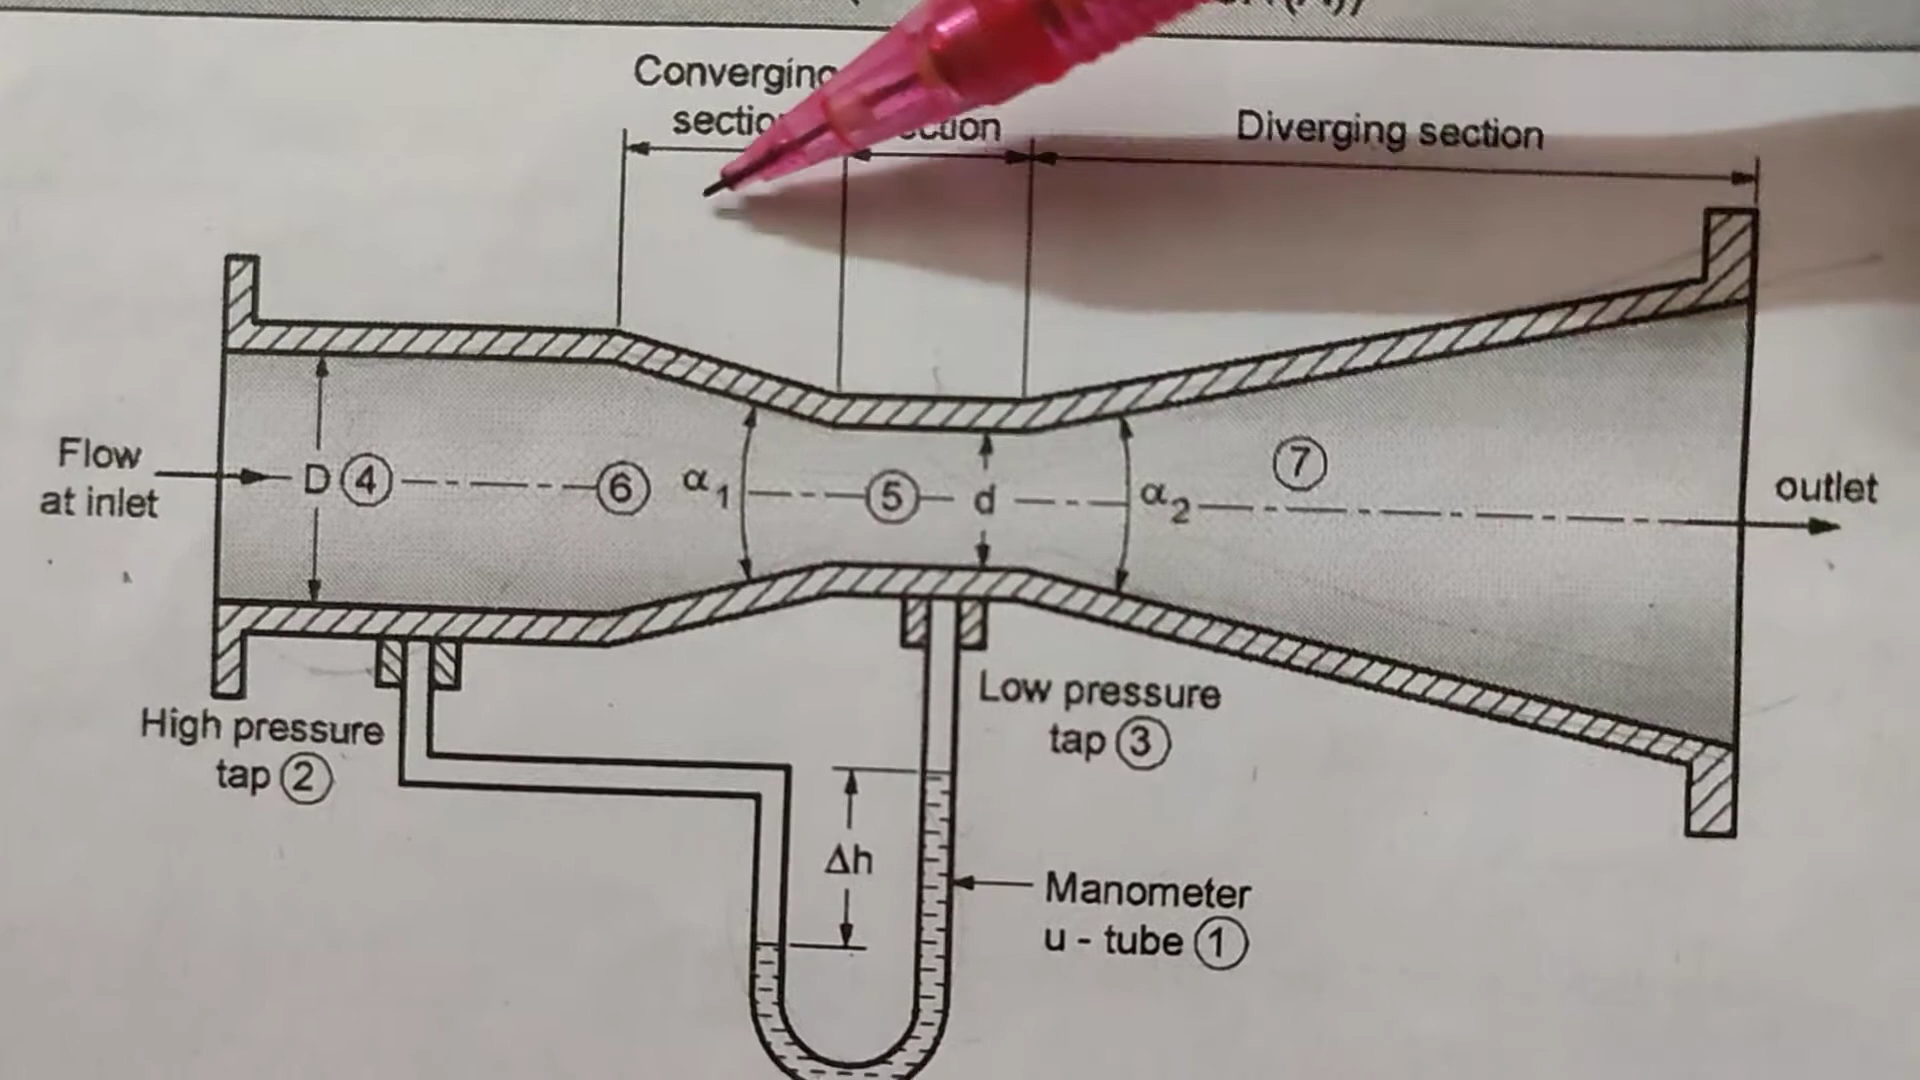 Converging
section
Diverging section
Flow
at inlet
D 4
6
α1
5
d
α2
7
outlet
High pressure
tap 2
Low pressure
tap 3
Δh
Manometer
u - tube 1